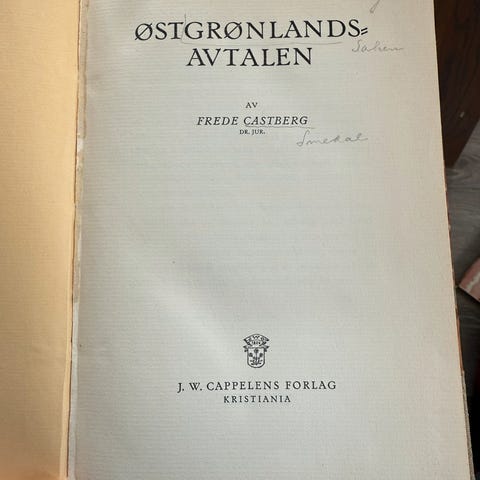 ØSTGRØNLANDS=
AVTALEN
AV
FREDE CASTBERG
DR. JUR.
J. W. CAPPELENS FORLAG
KRISTIANIA